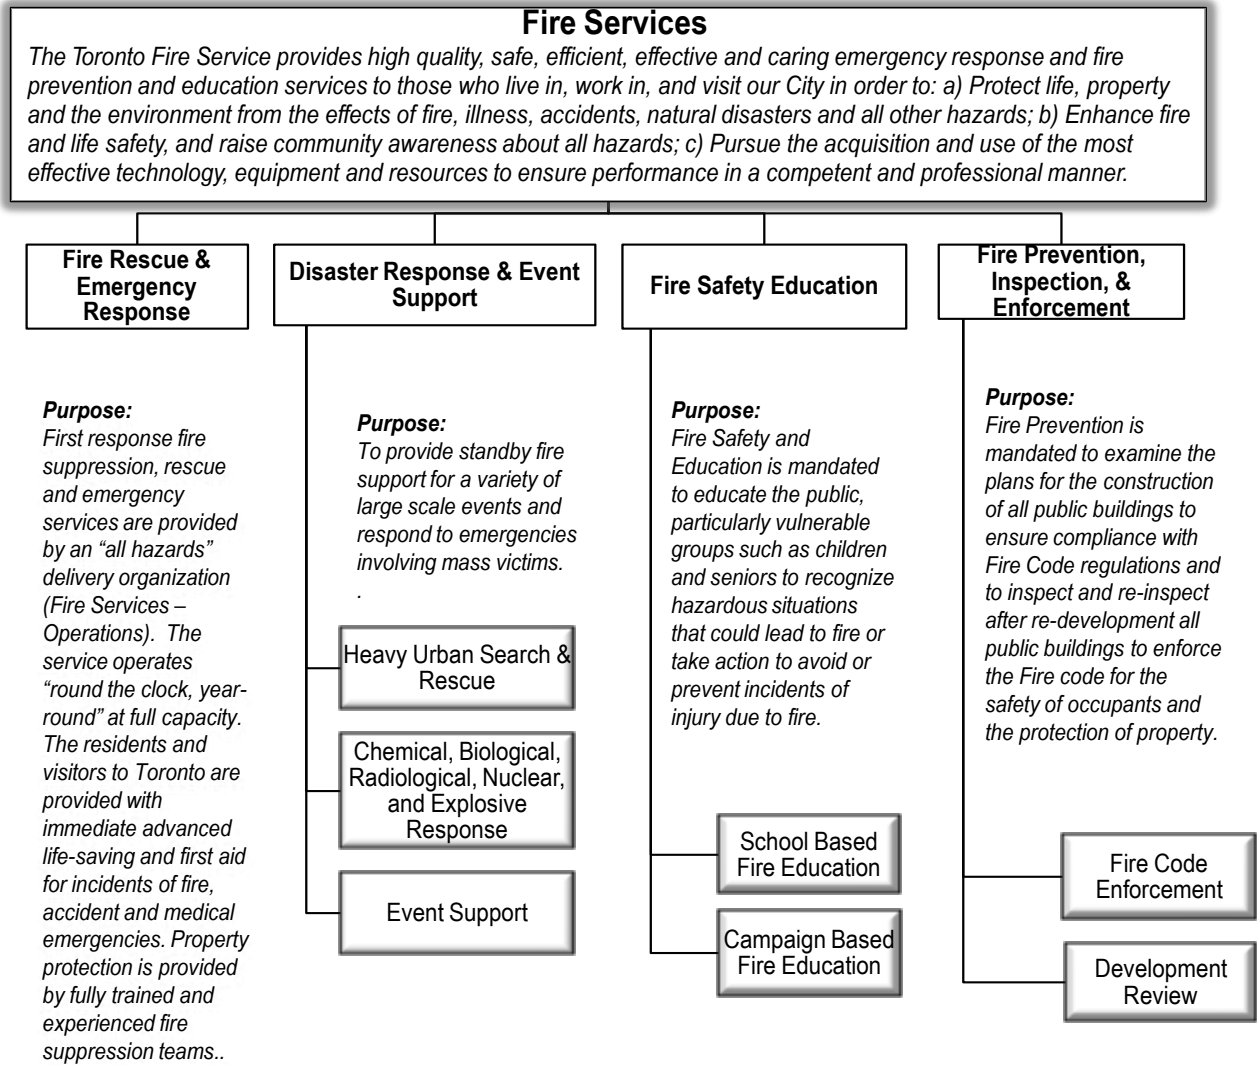 Fire Services
The Toronto Fire Service provides high quality, safe, efficient, effective and caring emergency response and fire
prevention and education services to those who live in, work in, and visit our City in order to: a) Protect life, property
and the environment from the effects of fire, illness, accidents, natural disasters and all other hazards; b) Enhance fire
and life safety, and raise community awareness about all hazards; c) Pursue the acquisition and use of the most
effective technology, equipment and resources to ensure performance in a competent and professional manner.
Fire Rescue &
Emergency
Response
Purpose:
First response fire
suppression, rescue
and emergency
services are provided
by an “all hazards”
delivery organization
(Fire Services –
Operations).  The
service operates
“round the clock, year-
round” at full capacity.
The residents and
visitors to Toronto are
provided with
immediate advanced
life-saving and first aid
for incidents of fire,
accident and medical
emergencies. Property
protection is provided
by fully trained and
experienced fire
suppression teams..
Disaster Response & Event
Support
Purpose:
To provide standby fire
support for a variety of
large scale events and
respond to emergencies
involving mass victims.
.
Heavy Urban Search &
Rescue
Chemical, Biological,
Radiological, Nuclear,
and Explosive
Response
Event Support
Fire Safety Education
Purpose:
Fire Safety and
Education is mandated
to educate the public,
particularly vulnerable
groups such as children
and seniors to recognize
hazardous situations
that could lead to fire or
take action to avoid or
prevent incidents of
injury due to fire.
School Based
Fire Education
Campaign Based
Fire Education
Fire Prevention,
Inspection, &
Enforcement
Purpose:
Fire Prevention is
mandated to examine the
plans for the construction
of all public buildings to
ensure compliance with
Fire Code regulations and
to inspect and re-inspect
after re-development all
public buildings to enforce
the Fire code for the
safety of occupants and
the protection of property.
Fire Code
Enforcement
Development
Review